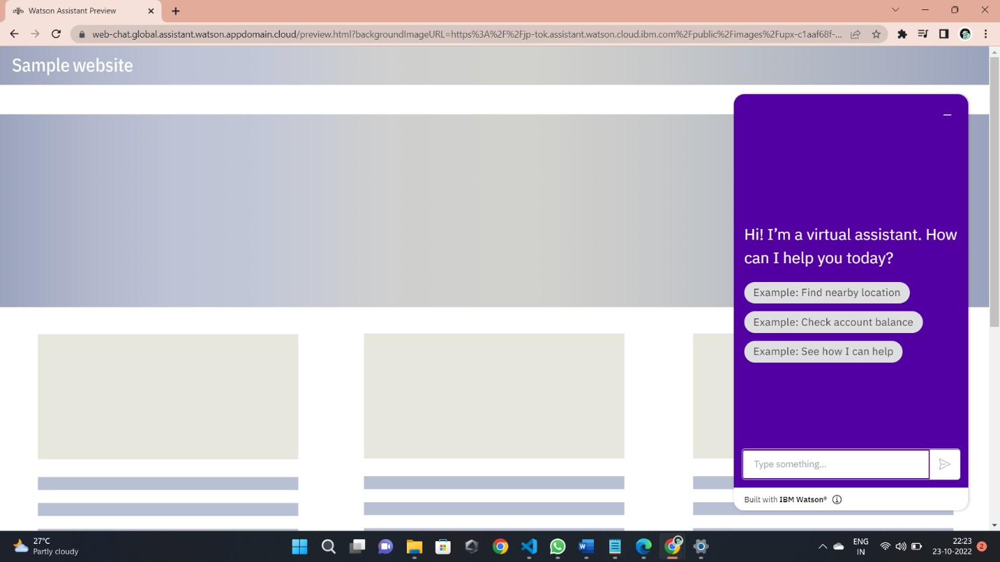 Watson Assistant Preview
web-chat.global.assistant.watson.appdomain.cloud/preview.html?backgroundImageURL=https%3A%2F%2Fjp-tok.assistant.watson.cloud.ibm.com%2Fpublic%2Fimages%2Fupx-c1aaf68f-...
Sample website
Hi! I’m a virtual assistant. How
can I help you today?
Example: Find nearby location
Example: Check account balance
Example: See how I can help
Type something...
Built with IBM Watson®
27°C
Partly cloudy
ENG
IN
22:23
23-10-2022
2